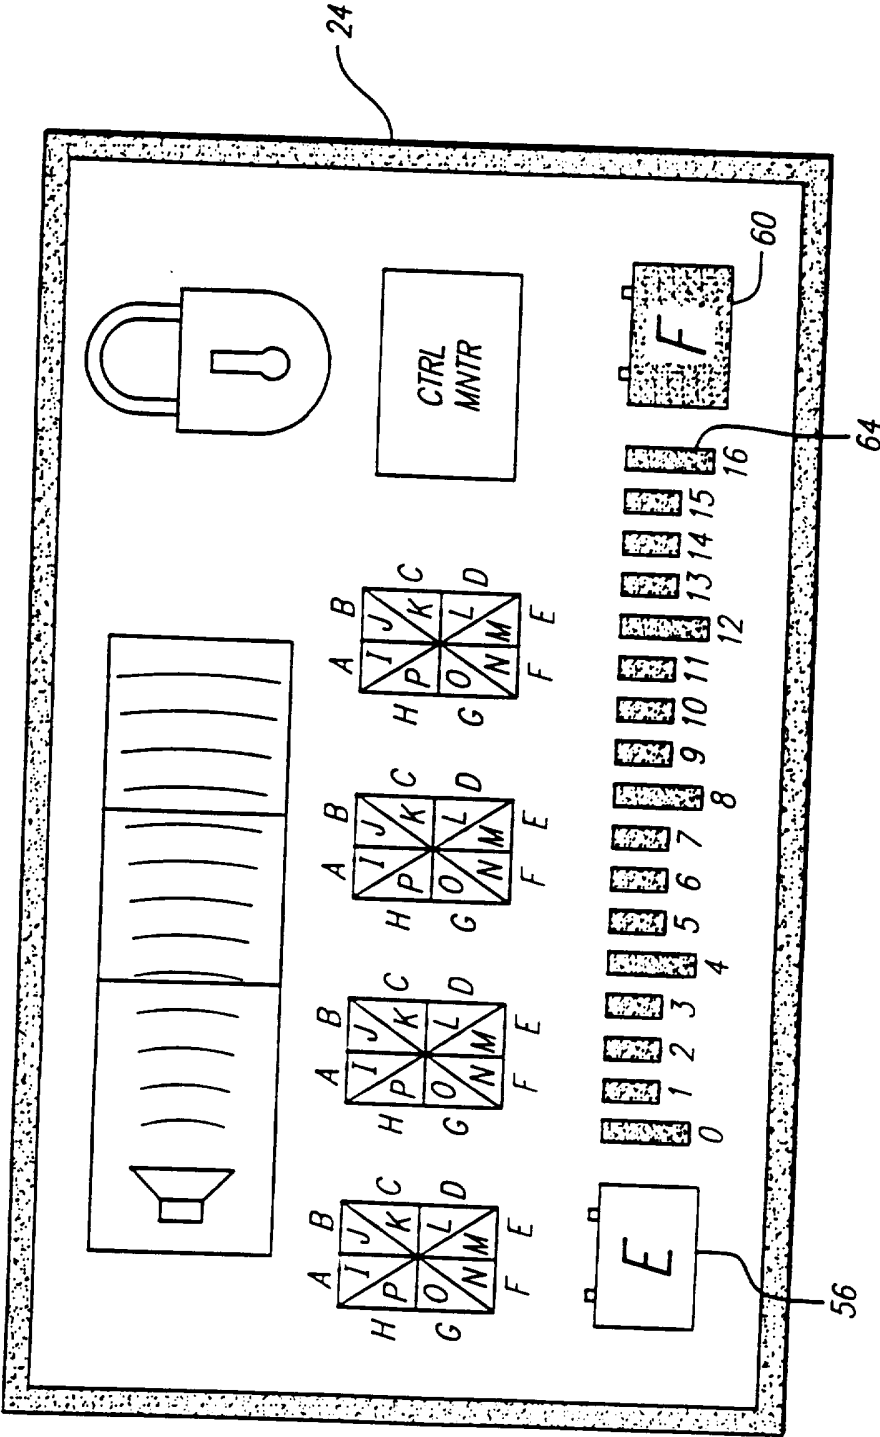 24
A B A B A B A B
I J I J I J I J
H P K C H P K C H P K C H P K C
G O L D G O L D G O L D G O L D
N M N M N M N M
F E F E F E F E
CTRL
MNTR
E F
0 1 2 3 4 5 6 7 8 9 10 11 12 13 14 15 16
60
56
64